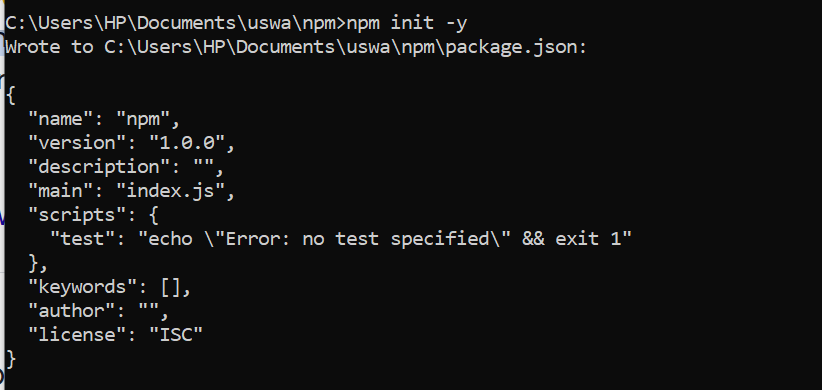 C:\Users\HP\Documents\uswa\npm>npm init -y
Wrote to C:\Users\HP\Documents\uswa\npm\package.json:

{
  "name": "npm",
  "version": "1.0.0",
  "description": "",
  "main": "index.js",
  "scripts": {
    "test": "echo \"Error: no test specified\" && exit 1"
  },
  "keywords": [],
  "author": "",
  "license": "ISC"
}